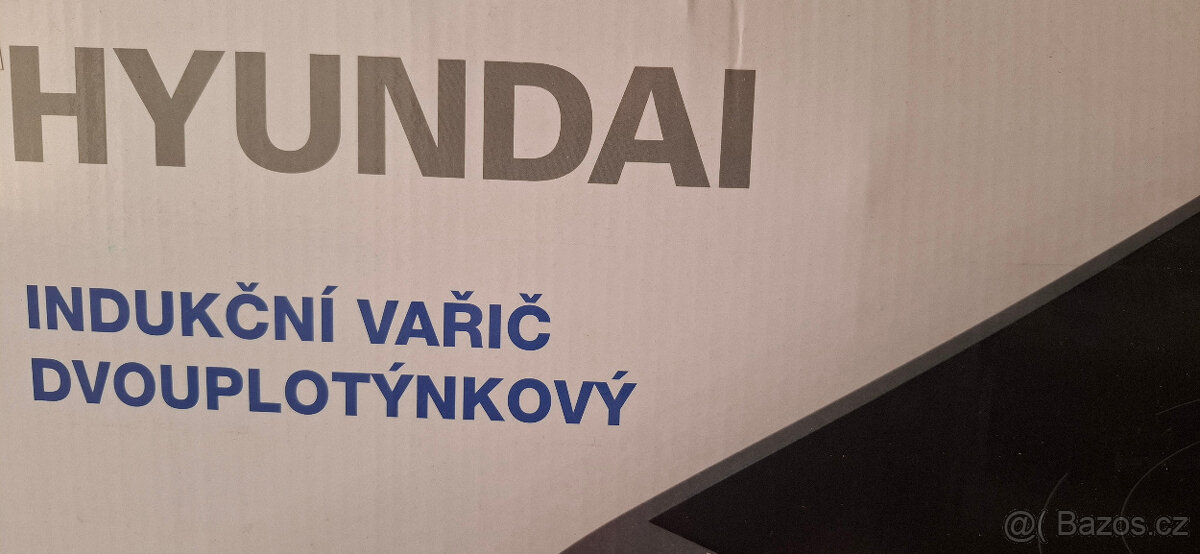 HYUNDAI
INDUKČNÍ VAŘIČ
DVOUPLOTÝNKOVÝ
@( Bazos.cz